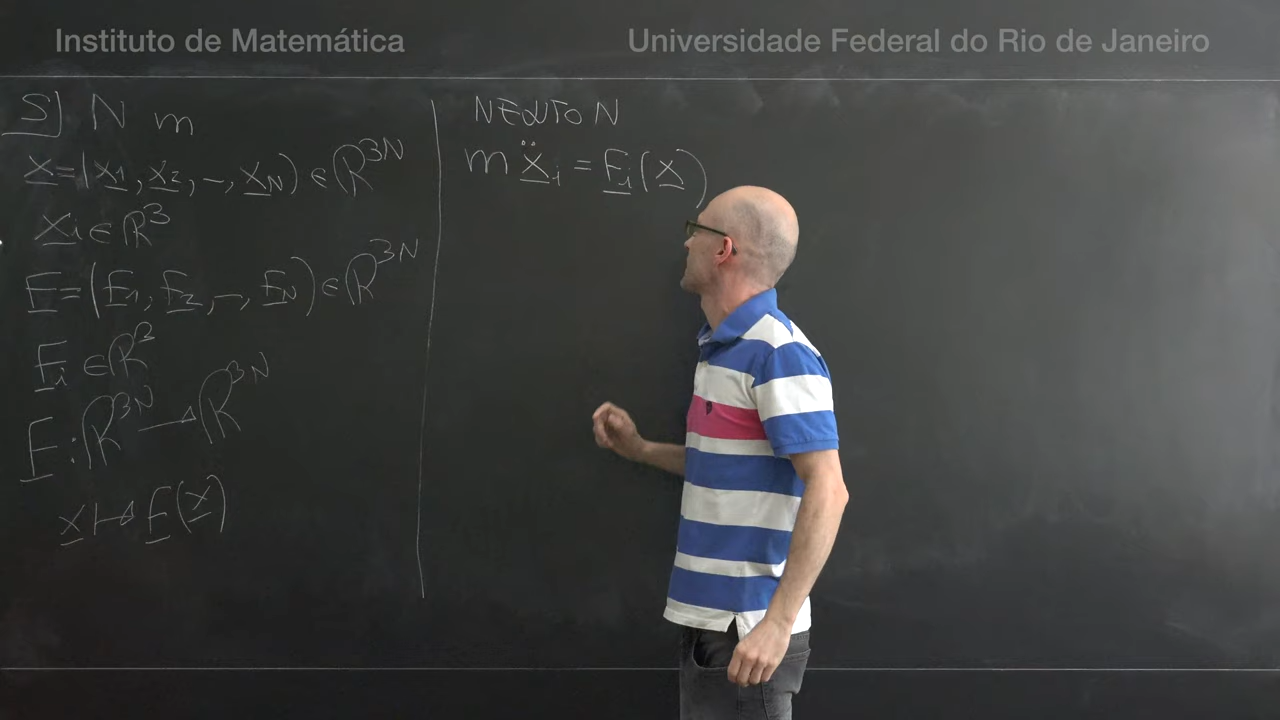 Instituto de Matemática
Universidade Federal do Rio de Janeiro
S] N m
x = (x1, x2, –, xN) ∈ R^3N
xi ∈ R^3
F = (F1, F2, –, FN) ∈ R^3N
Fi ∈ R^3
F : R^3N → R^3N
x ↦ F(x)
NEWTON
m ẍi = Fi(x)